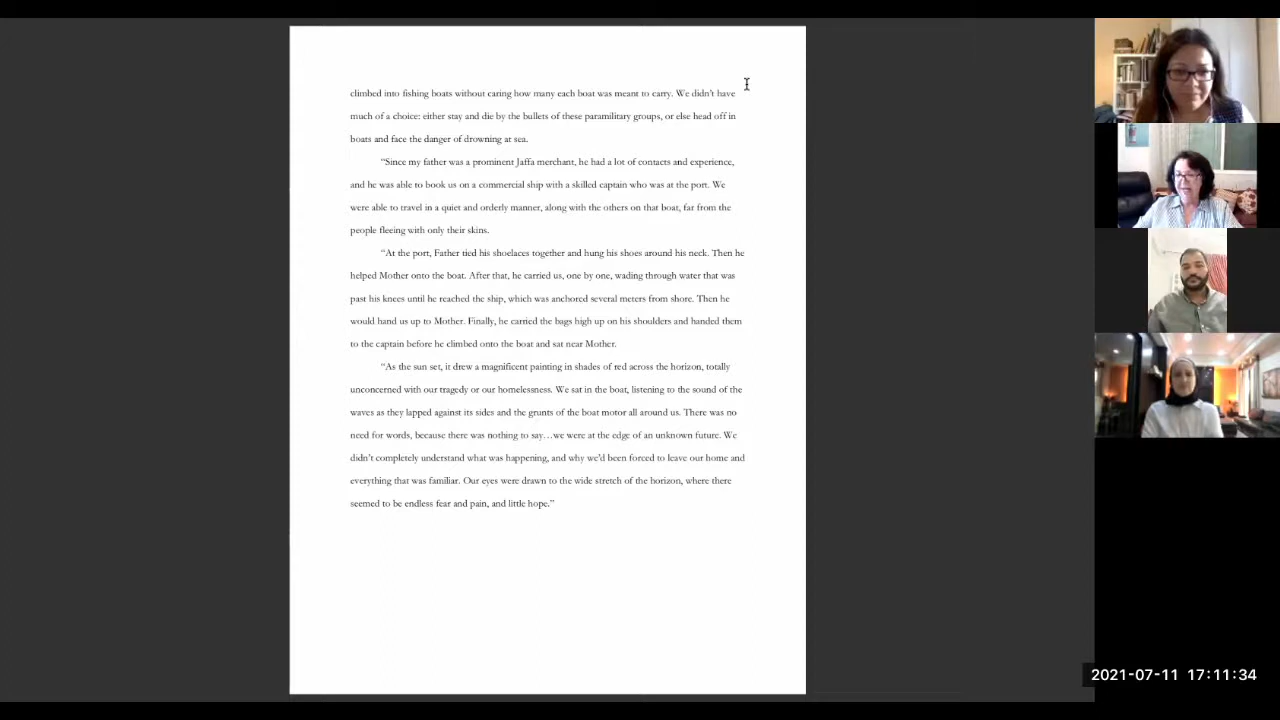 climbed into fishing boats without caring how many each boat was meant to carry. We didn't have
much of a choice: either stay and die by the bullets of these paramilitary groups, or else head off in
boats and face the danger of drowning at sea.
“Since my father was a prominent Jaffa merchant, he had a lot of contacts and experience,
and he was able to book us on a commercial ship with a skilled captain who was at the port. We
were able to travel in a quiet and orderly manner, along with the others on that boat, far from the
people fleeing with only their skins.
“At the port, Father tied his shoelaces together and hung his shoes around his neck. Then he
helped Mother onto the boat. After that, he carried us, one by one, wading through water that was
past his knees until he reached the ship, which was anchored several meters from shore. Then he
would hand us up to Mother. Finally, he carried the bags high up on his shoulders and handed them
to the captain before he climbed onto the boat and sat near Mother.
“As the sun set, it drew a magnificent painting in shades of red across the horizon, totally
unconcerned with our tragedy or our homelessness. We sat in the boat, listening to the sound of the
waves as they lapped against its sides and the grunts of the boat motor all around us. There was no
need for words, because there was nothing to say…we were at the edge of an unknown future. We
didn't completely understand what was happening, and why we'd been forced to leave our home and
everything that was familiar. Our eyes were drawn to the wide stretch of the horizon, where there
seemed to be endless fear and pain, and little hope.”
2021-07-11 17:11:34